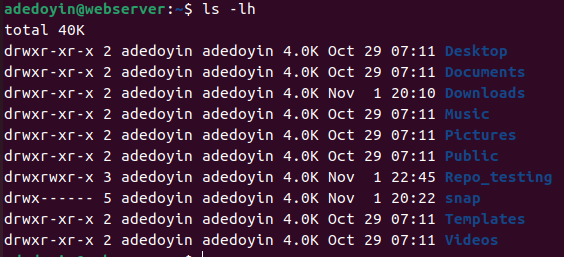 adedoyin@webserver:~$ ls -lh
total 40K
drwxr-xr-x 2 adedoyin adedoyin 4.0K Oct 29 07:11 Desktop
drwxr-xr-x 2 adedoyin adedoyin 4.0K Oct 29 07:11 Documents
drwxr-xr-x 2 adedoyin adedoyin 4.0K Nov  1 20:10 Downloads
drwxr-xr-x 2 adedoyin adedoyin 4.0K Oct 29 07:11 Music
drwxr-xr-x 2 adedoyin adedoyin 4.0K Oct 29 07:11 Pictures
drwxr-xr-x 2 adedoyin adedoyin 4.0K Oct 29 07:11 Public
drwxrwxr-x 3 adedoyin adedoyin 4.0K Nov  1 22:45 Repo_testing
drwx------ 5 adedoyin adedoyin 4.0K Nov  1 20:22 snap
drwxr-xr-x 2 adedoyin adedoyin 4.0K Oct 29 07:11 Templates
drwxr-xr-x 2 adedoyin adedoyin 4.0K Oct 29 07:11 Videos